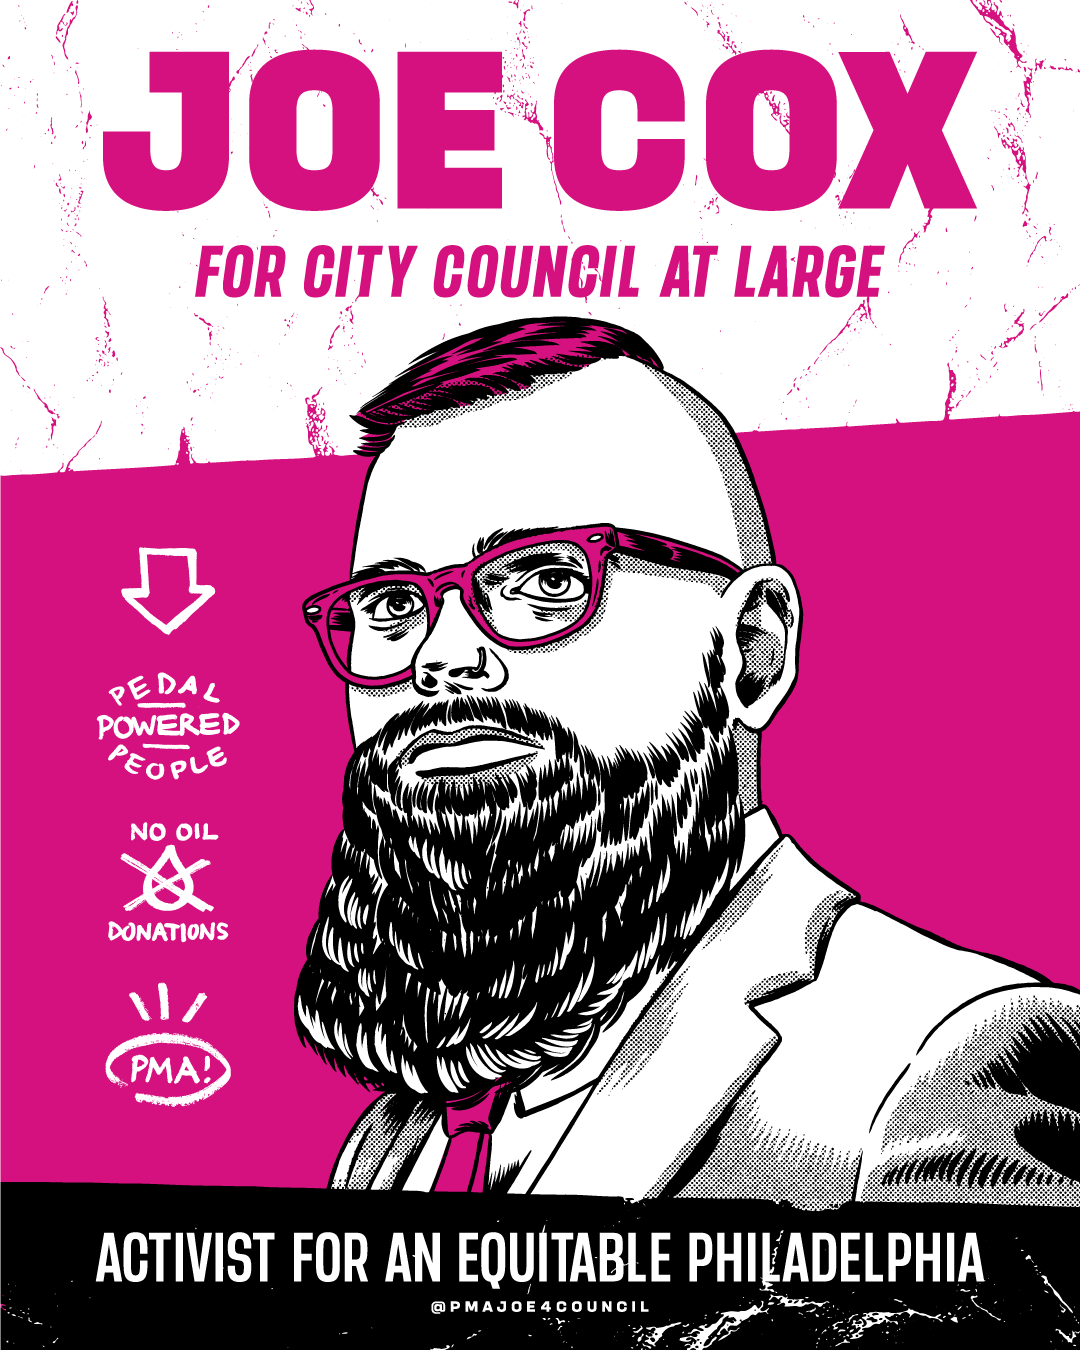 JOE COX
FOR CITY COUNCIL AT LARGE
PEDAL
POWERED
PEOPLE
NO OIL
DONATIONS
PMA!
ACTIVIST FOR AN EQUITABLE PHILADELPHIA
@PMAJOE4COUNCIL